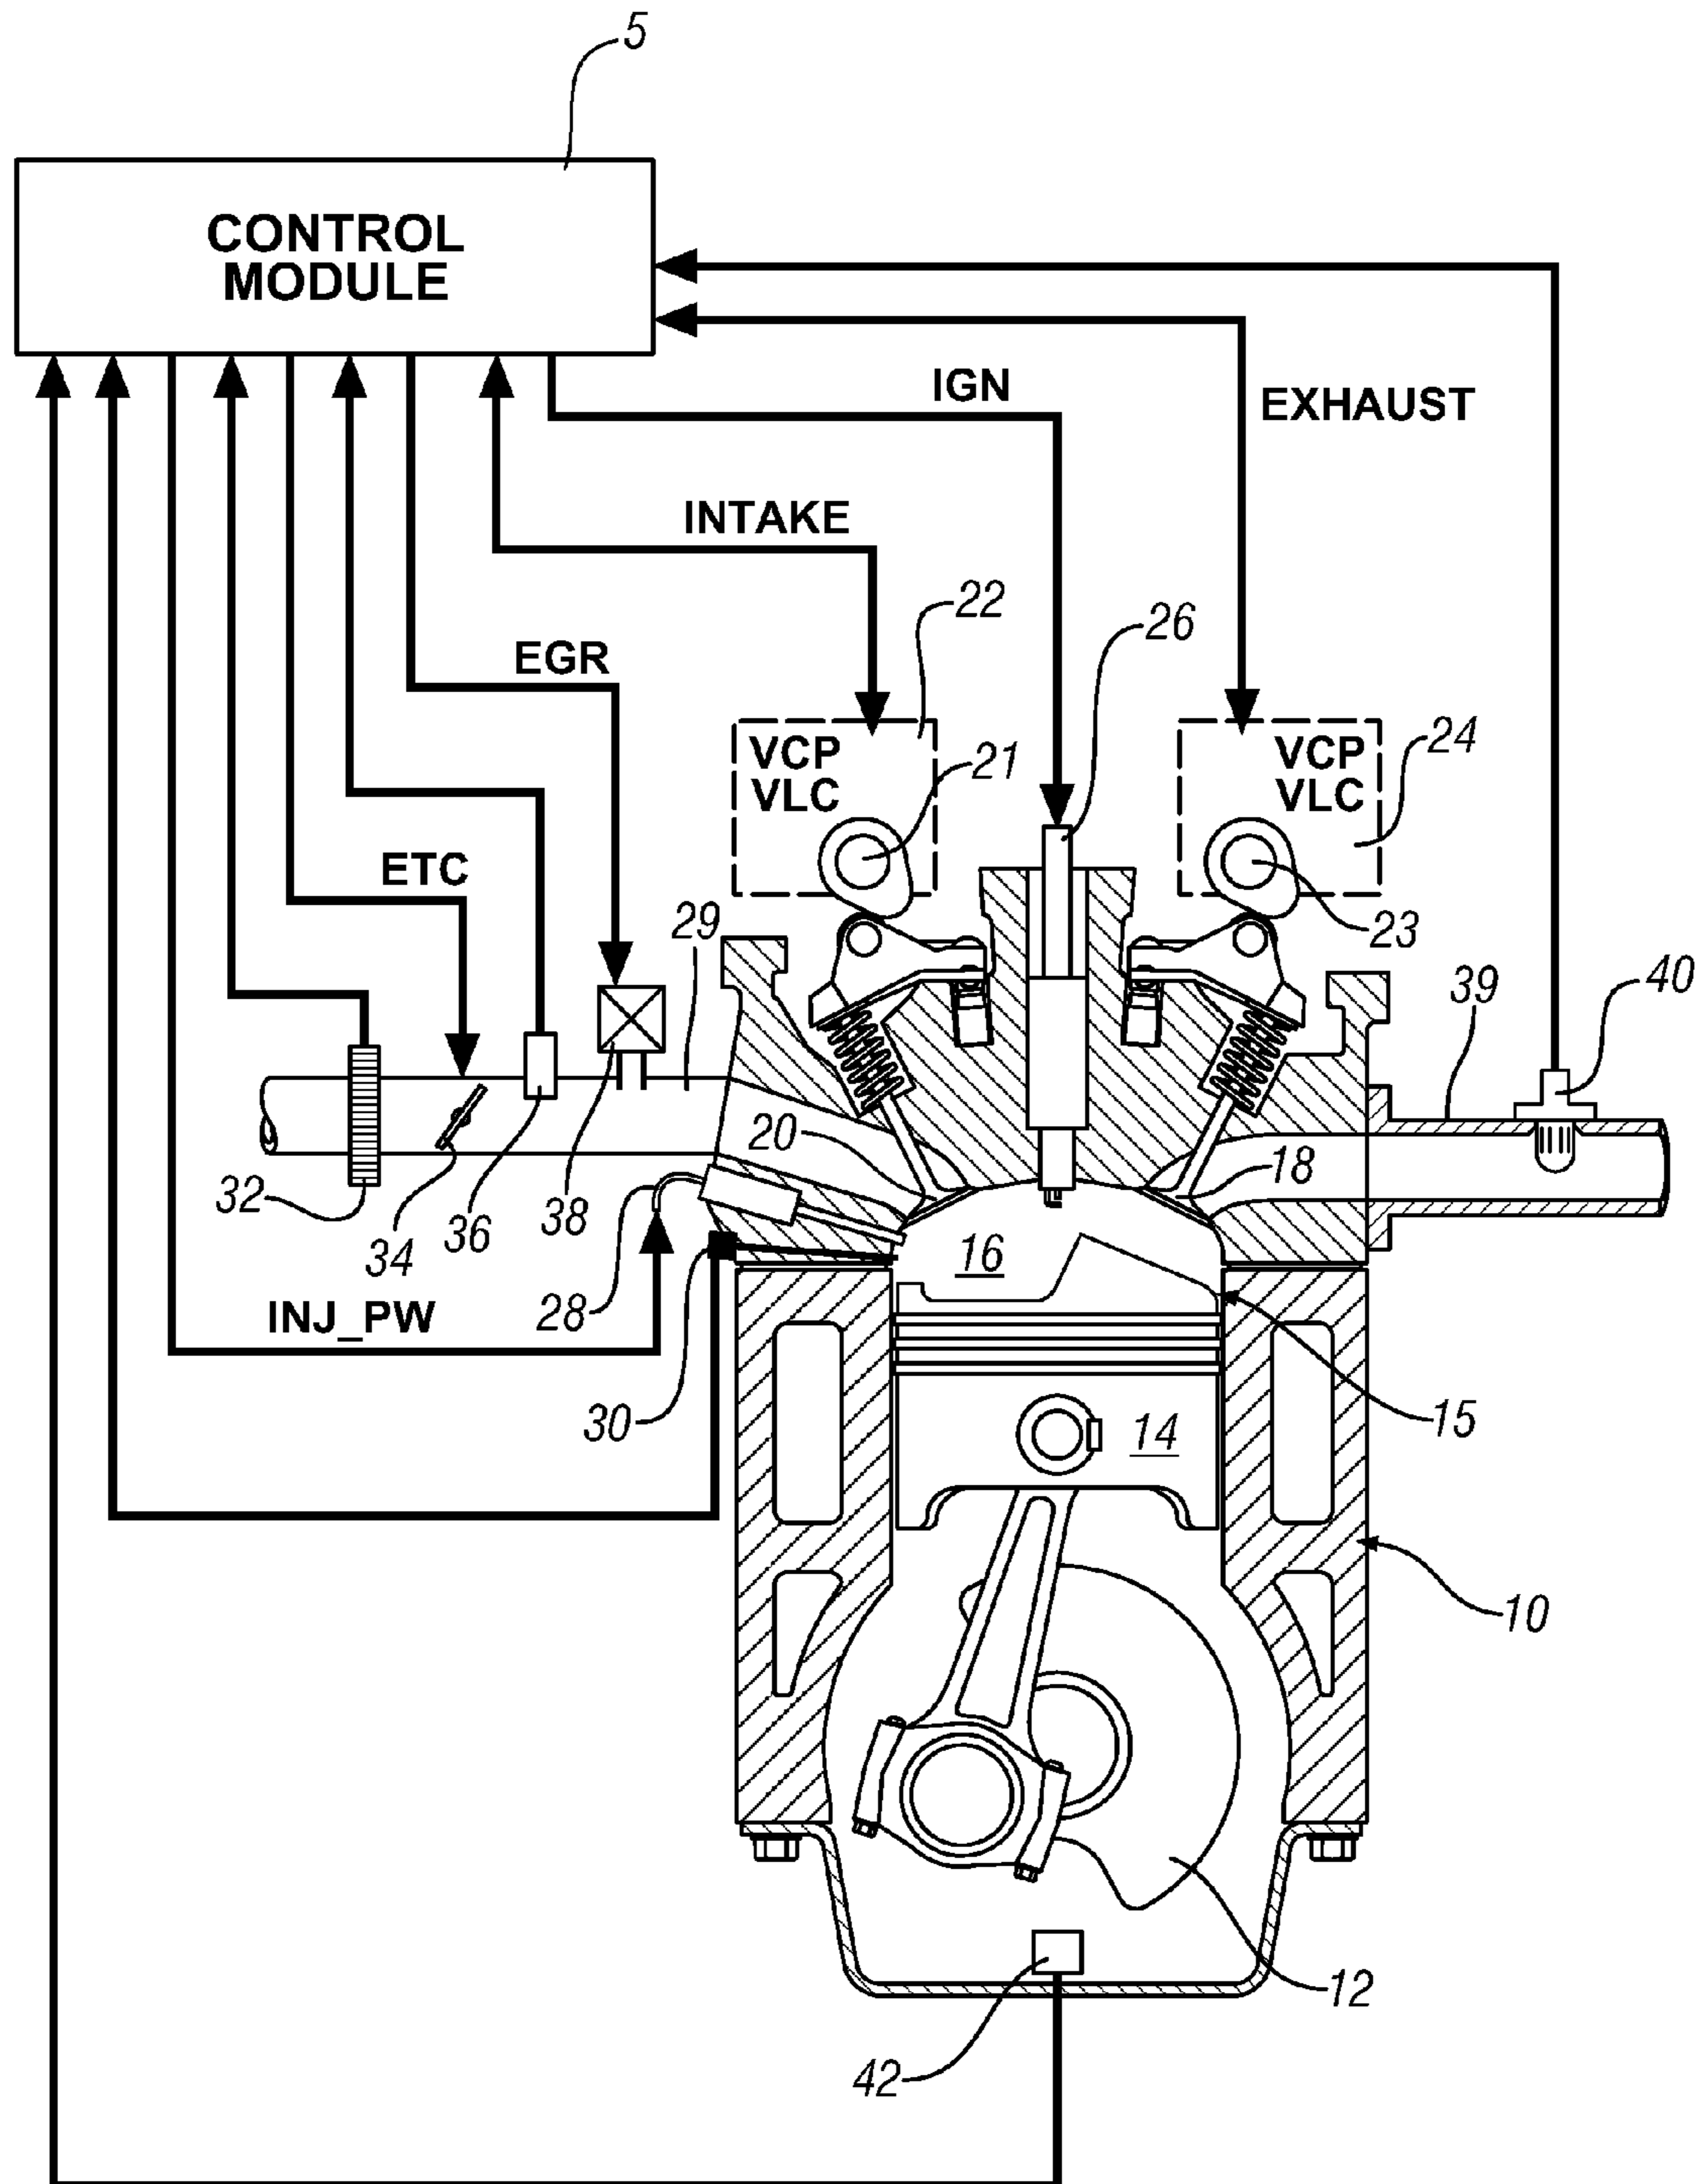 5
CONTROL
MODULE
IGN
EXHAUST
INTAKE
22
26
EGR
VCP
VLC
21
VCP
VLC
24
ETC
29
23
39
40
20
18
32
34
36
38
28
16
INJ_PW
30
14
15
10
12
42